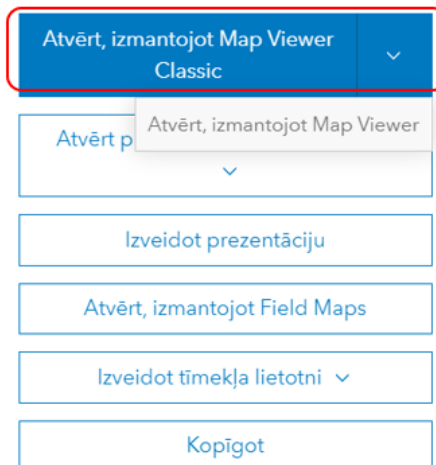 Atvērt, izmantojot Map Viewer
Classic
Atvērt, izmantojot Map Viewer
Atvērt
Izveidot prezentāciju
Atvērt, izmantojot Field Maps
Izveidot tīmekļa lietotni
Kopīgot